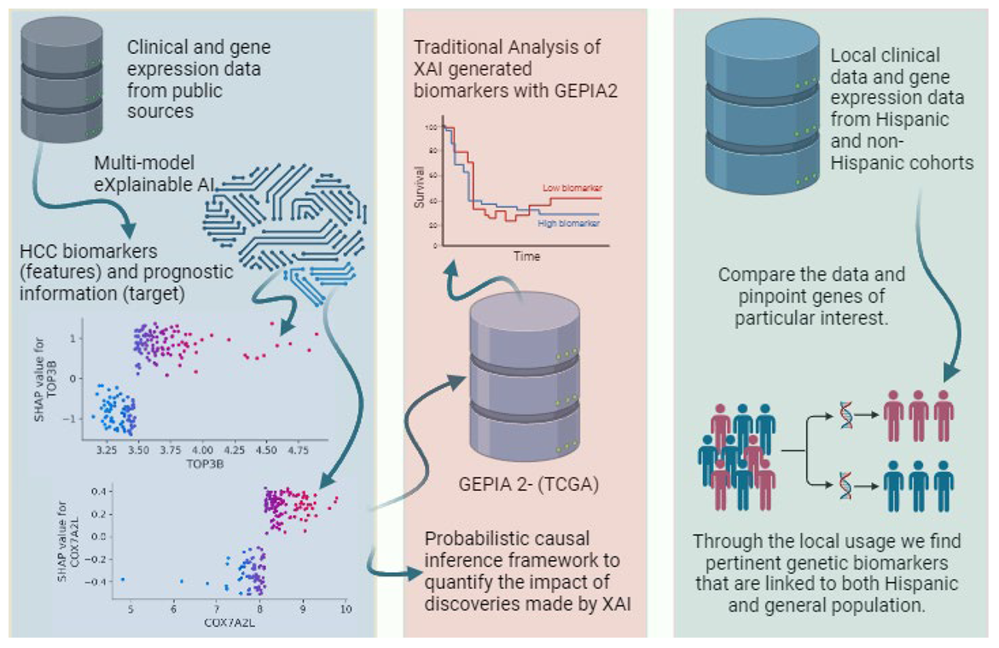 Clinical and gene
expression data
from public
sources
Multi-model
eXplainable AI
HCC biomarkers
(features) and prognostic
information (target)
SHAP value for
TOP3B
1
0
−1
3.25 3.50 3.75 4.00 4.25 4.50 4.75
TOP3B
SHAP value for
COX7A2L
0.4
0.2
0.0
−0.2
−0.4
5 6 7 8 9 10
COX7A2L
Traditional Analysis of
XAI generated
biomarkers with GEPIA2
Survival
100
80
60
40
20
0
Low biomarker
High biomarker
Time
GEPIA 2- (TCGA)
Probabilistic causal
inference framework to
quantify the impact of
discoveries made by XAI
Local clinical
data and gene
expression data
from Hispanic
and non-
Hispanic cohorts
Compare the data and
pinpoint genes of
particular interest.
Through the local usage we find
pertinent genetic biomarkers
that are linked to both Hispanic
and general population.